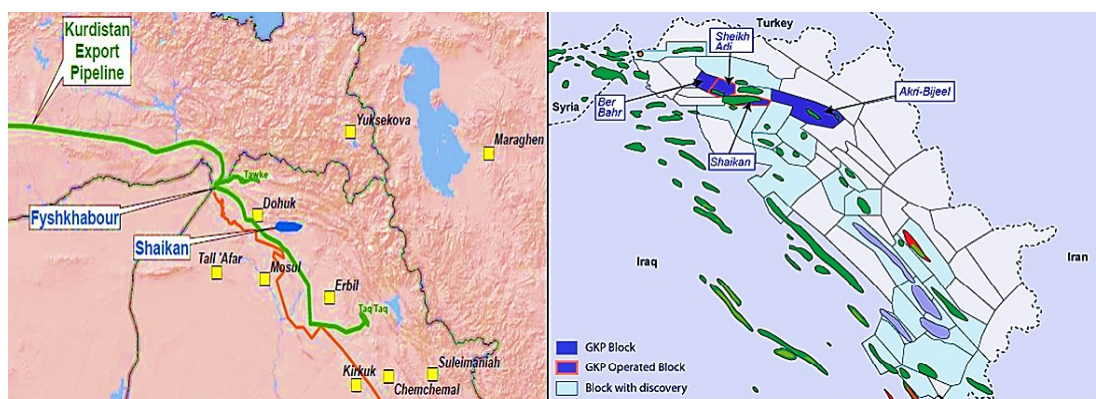 Kurdistan
Export
Pipeline
Yuksekova
Maraghen
Tawke
Fyshkhabour
Dohuk
Shaikan
Tall 'Afar
Mosul
Erbil
Taq Taq
Kirkuk
Suleimaniah
Chemchemal
Turkey
Sheikh
Adi
Akri-Bijeel
Syria
Ber
Bahr
Shaikan
Iraq
Iran
GKP Block
GKP Operated Block
Block with discovery